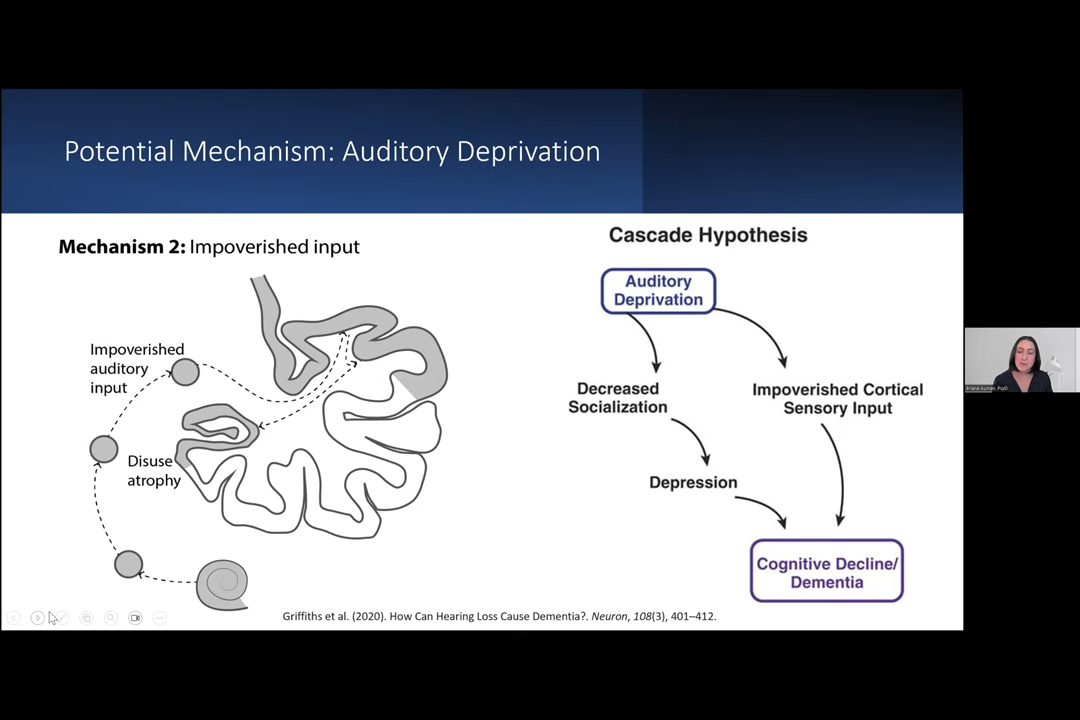 Potential Mechanism: Auditory Deprivation
Mechanism 2: Impoverished input
Impoverished
auditory
input
Disuse
atrophy
Cascade Hypothesis
Auditory
Deprivation
Decreased
Socialization
Impoverished Cortical
Sensory Input
Depression
Cognitive Decline/
Dementia
Griffiths et al. (2020). How Can Hearing Loss Cause Dementia?. Neuron, 108(3), 401–412.